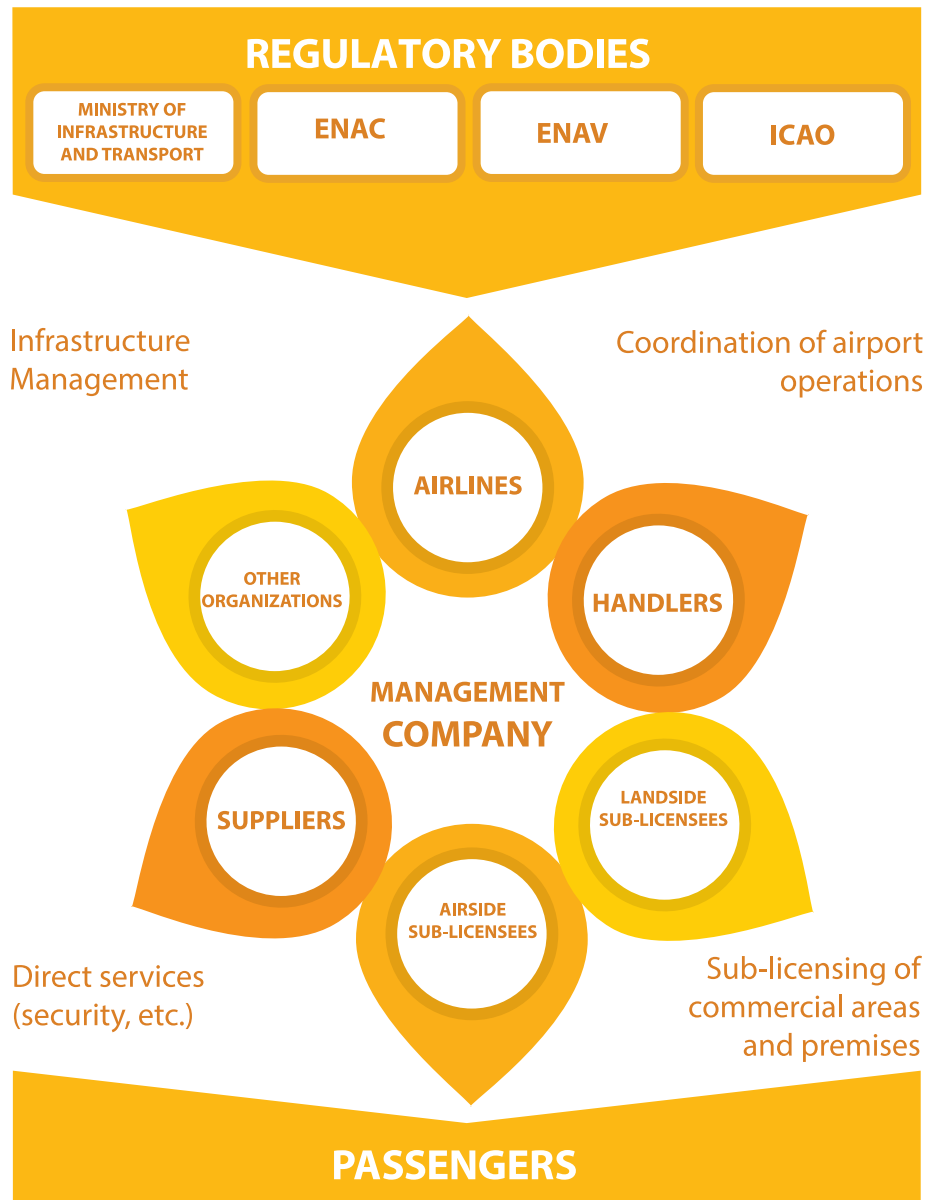 REGULATORY BODIES
MINISTRY OF
INFRASTRUCTURE
AND TRANSPORT
ENAC
ENAV
ICAO
Infrastructure
Management
Coordination of airport
operations
AIRLINES
OTHER
ORGANIZATIONS
HANDLERS
MANAGEMENT
COMPANY
SUPPLIERS
LANDSIDE
SUB-LICENSEES
AIRSIDE
SUB-LICENSEES
Direct services
(security, etc.)
Sub-licensing of
commercial areas
and premises
PASSENGERS